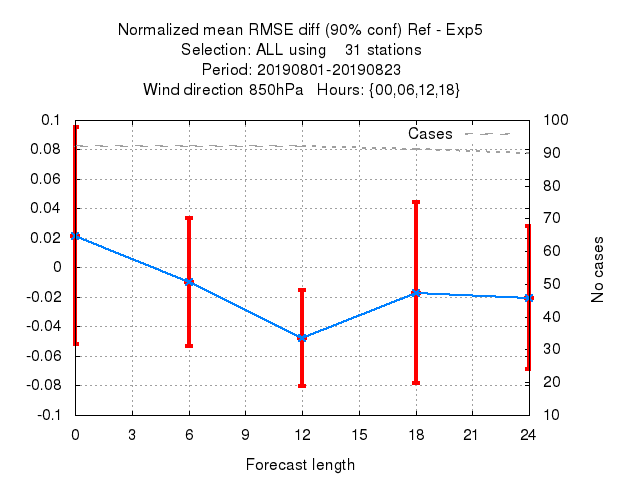 Normalized mean RMSE diff (90% conf) Ref - Exp5
Selection: ALL using    31 stations
Period: 20190801-20190823
Wind direction 850hPa   Hours: {00,06,12,18}
Cases
0.1
0.08
0.06
0.04
0.02
0
-0.02
-0.04
-0.06
-0.08
-0.1
100
90
80
70
60
50
40
30
20
10
No cases
0 3 6 9 12 15 18 21 24
Forecast length